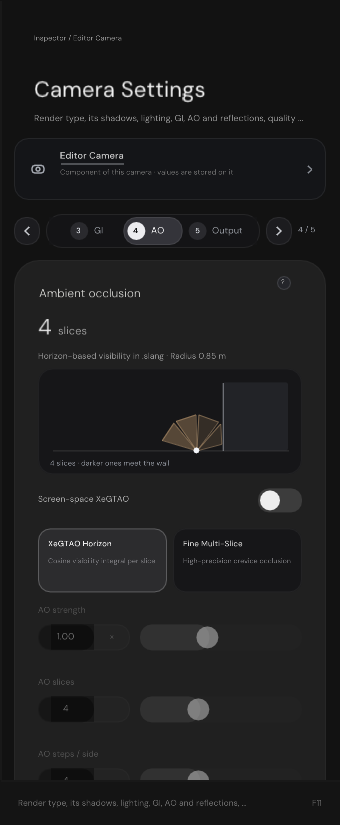 Inspector / Editor Camera
Camera Settings
Render type, its shadows, lighting, GI, AO and reflections, quality ...
Editor Camera
Component of this camera · values are stored on it
3 GI 4 AO 5 Output 4 / 5
Ambient occlusion ?
4 slices
Horizon-based visibility in .slang · Radius 0.85 m
4 slices · darker ones meet the wall
Screen-space XeGTAO
XeGTAO Horizon Fine Multi-Slice
Cosine visibility integral per slice High-precision crevice occlusion
AO strength
1.00 ×
AO slices
4
AO steps / side
4
Render type, its shadows, lighting, GI, AO and reflections, ... F11